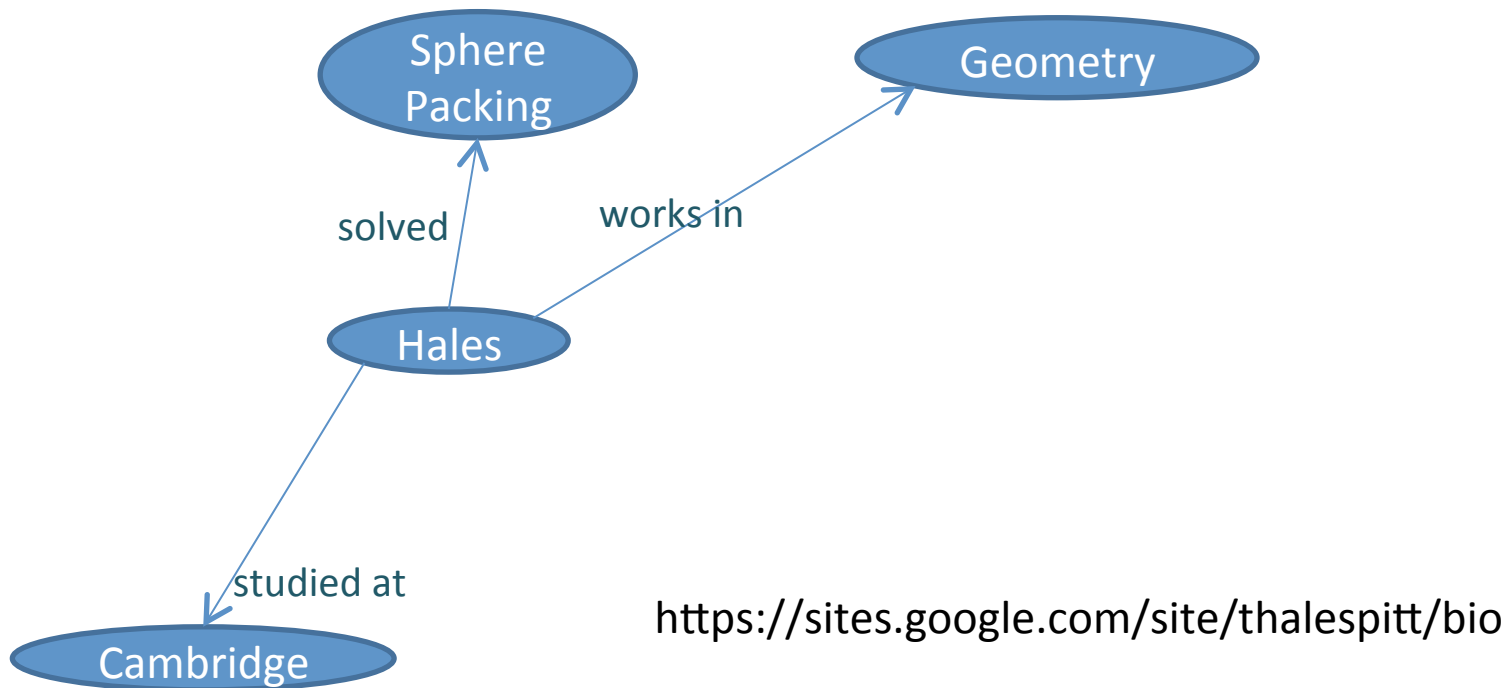 Sphere
Packing
Geometry
solved
works in
Hales
studied at
https://sites.google.com/site/thalespitt/bio
Cambridge